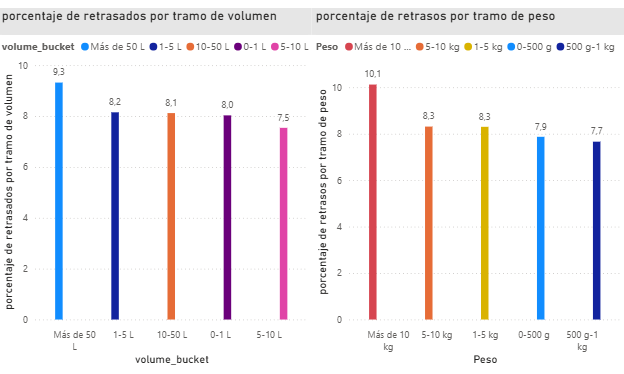 porcentaje de retrasados por tramo de volumen
volume_bucket Más de 50 L 1-5 L 10-50 L 0-1 L 5-10 L
porcentaje de retrasados por tramo de volumen
10
8
6
4
2
0
9,3
8,2
8,1
8,0
7,5
Más de 50
L
1-5 L
10-50 L
0-1 L
5-10 L
volume_bucket
porcentaje de retrasos por tramo de peso
Peso Más de 10 ... 5-10 kg 1-5 kg 0-500 g 500 g-1 kg
porcentaje de retrasos por tramo de peso
10
8
6
4
2
0
10,1
8,3
8,3
7,9
7,7
Más de 10
kg
5-10 kg
1-5 kg
0-500 g
500 g-1
kg
Peso